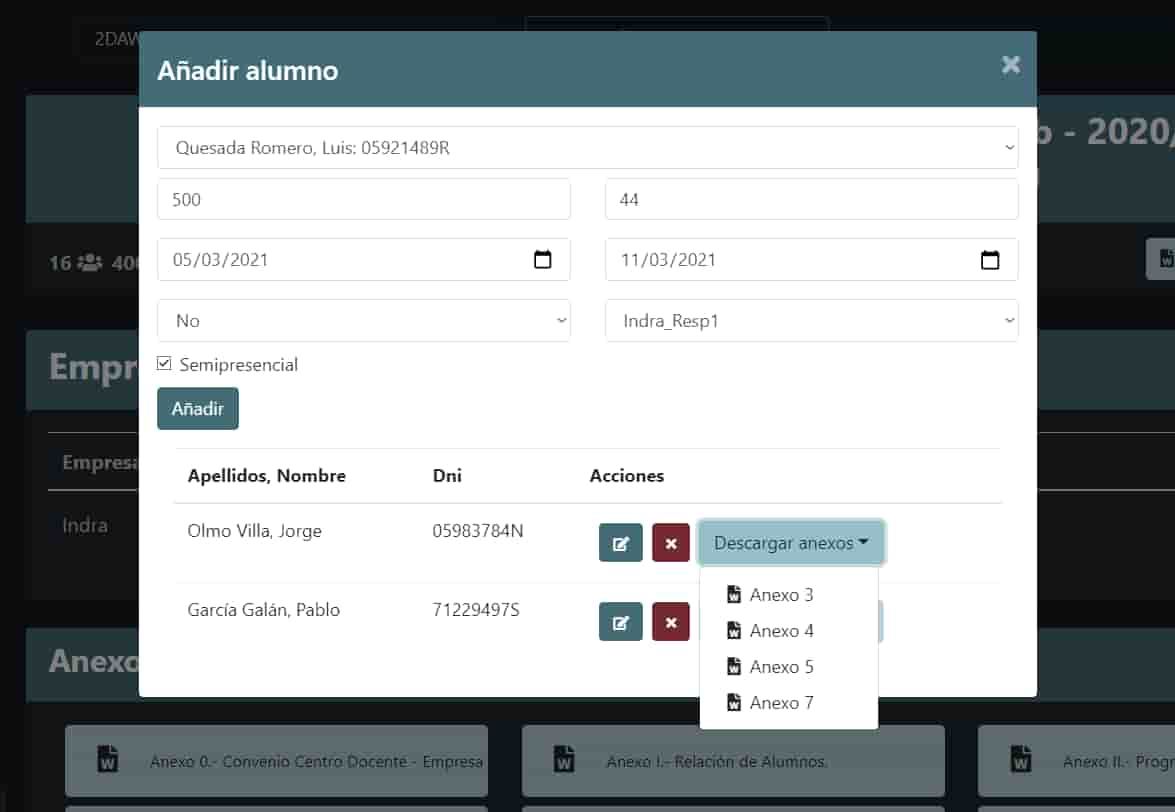 2DAW
Añadir alumno
×
b - 2020/
Quesada Romero, Luis: 05921489R
500
44
05/03/2021
11/03/2021
16
400
No
Indra_Resp1
Empr
Semipresencial
Añadir
Empresa
Apellidos, Nombre
Dni
Acciones
Indra
Olmo Villa, Jorge
05983784N
Descargar anexos
Anexo 3
García Galán, Pablo
71229497S
Anexo 4
Anexo
Anexo 5
Anexo 7
Anexo 0.- Convenio Centro Docente - Empresa
Anexo I.- Relación de Alumnos.
Anexo II.- Progr